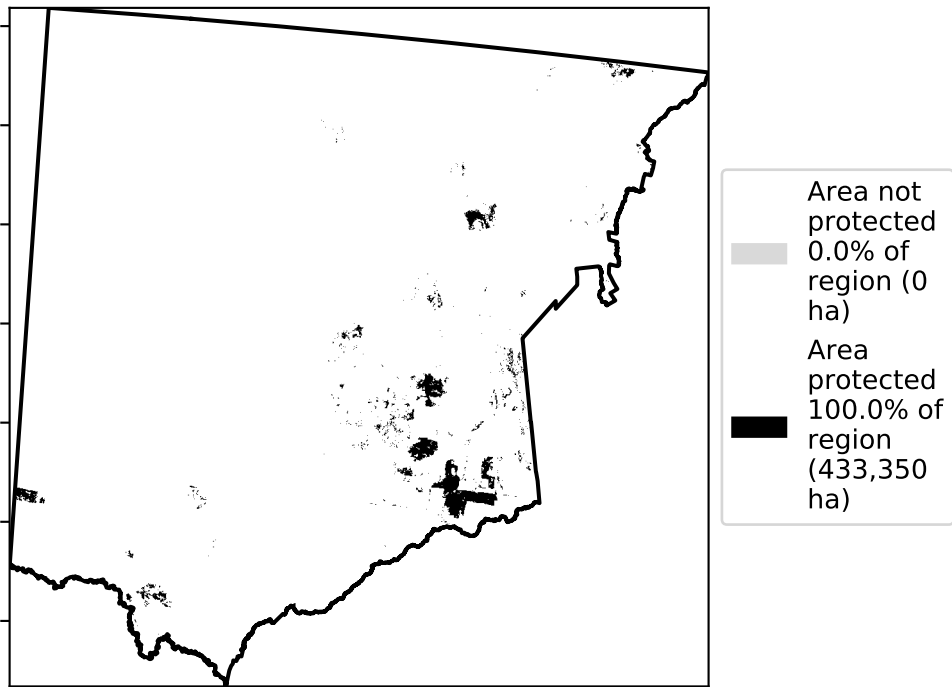 Area not
protected
0.0% of
region (0
ha)
Area
protected
100.0% of
region
(433,350
ha)